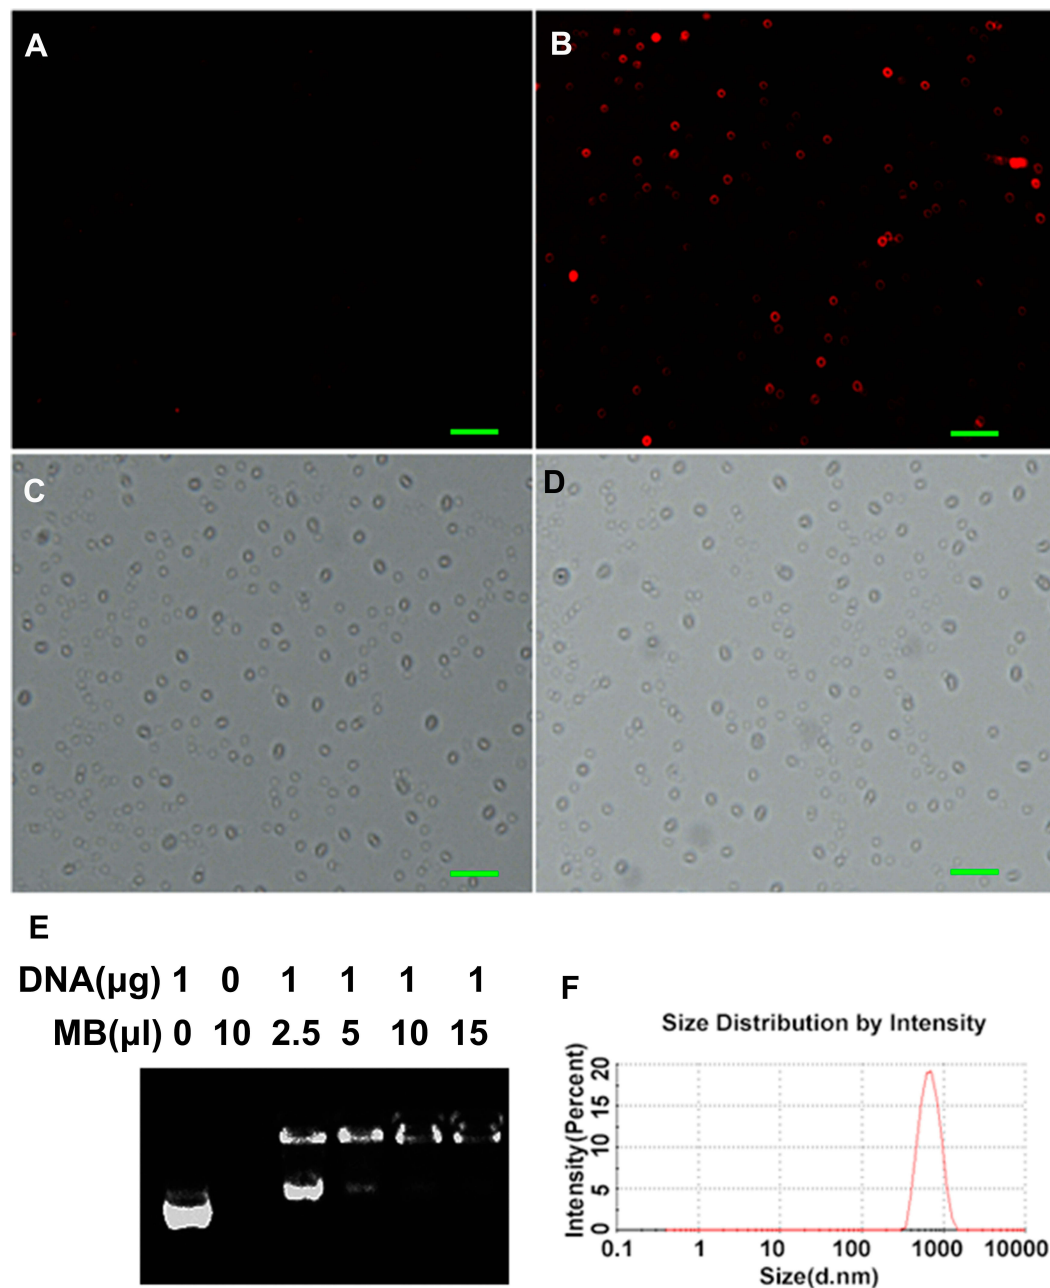 A
B
C
D
E
DNA(µg) 1 0 1 1 1 1
MB(µl) 0 10 2.5 5 10 15
F
Size Distribution by Intensity
Intensity(Percent)
20
15
10
5
0
0.1 1 10 100 1000 10000
Size(d.nm)